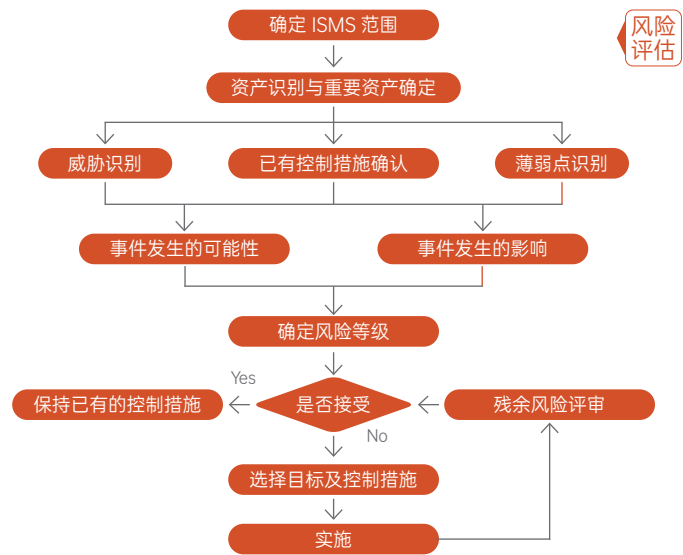 确定 ISMS 范围
风险
评估
资产识别与重要资产确定
威胁识别
已有控制措施确认
薄弱点识别
事件发生的可能性
事件发生的影响
确定风险等级
Yes
保持已有的控制措施
是否接受
残余风险评审
No
选择目标及控制措施
实施